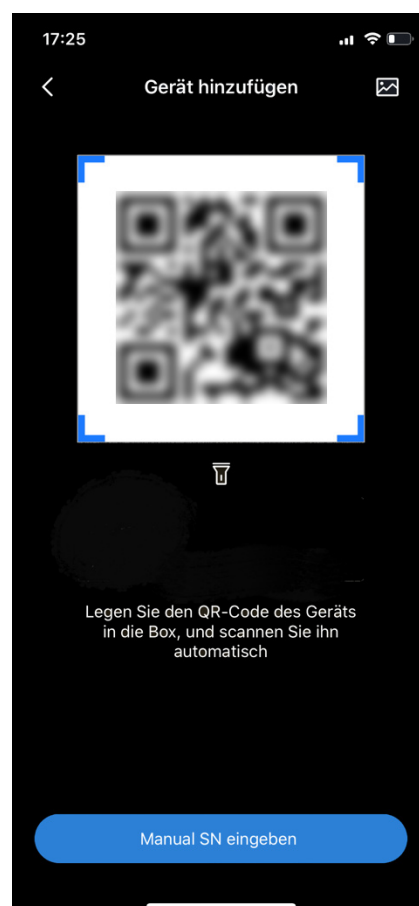 17:25
Gerät hinzufügen
Legen Sie den QR-Code des Geräts
in die Box, und scannen Sie ihn
automatisch
Manual SN eingeben